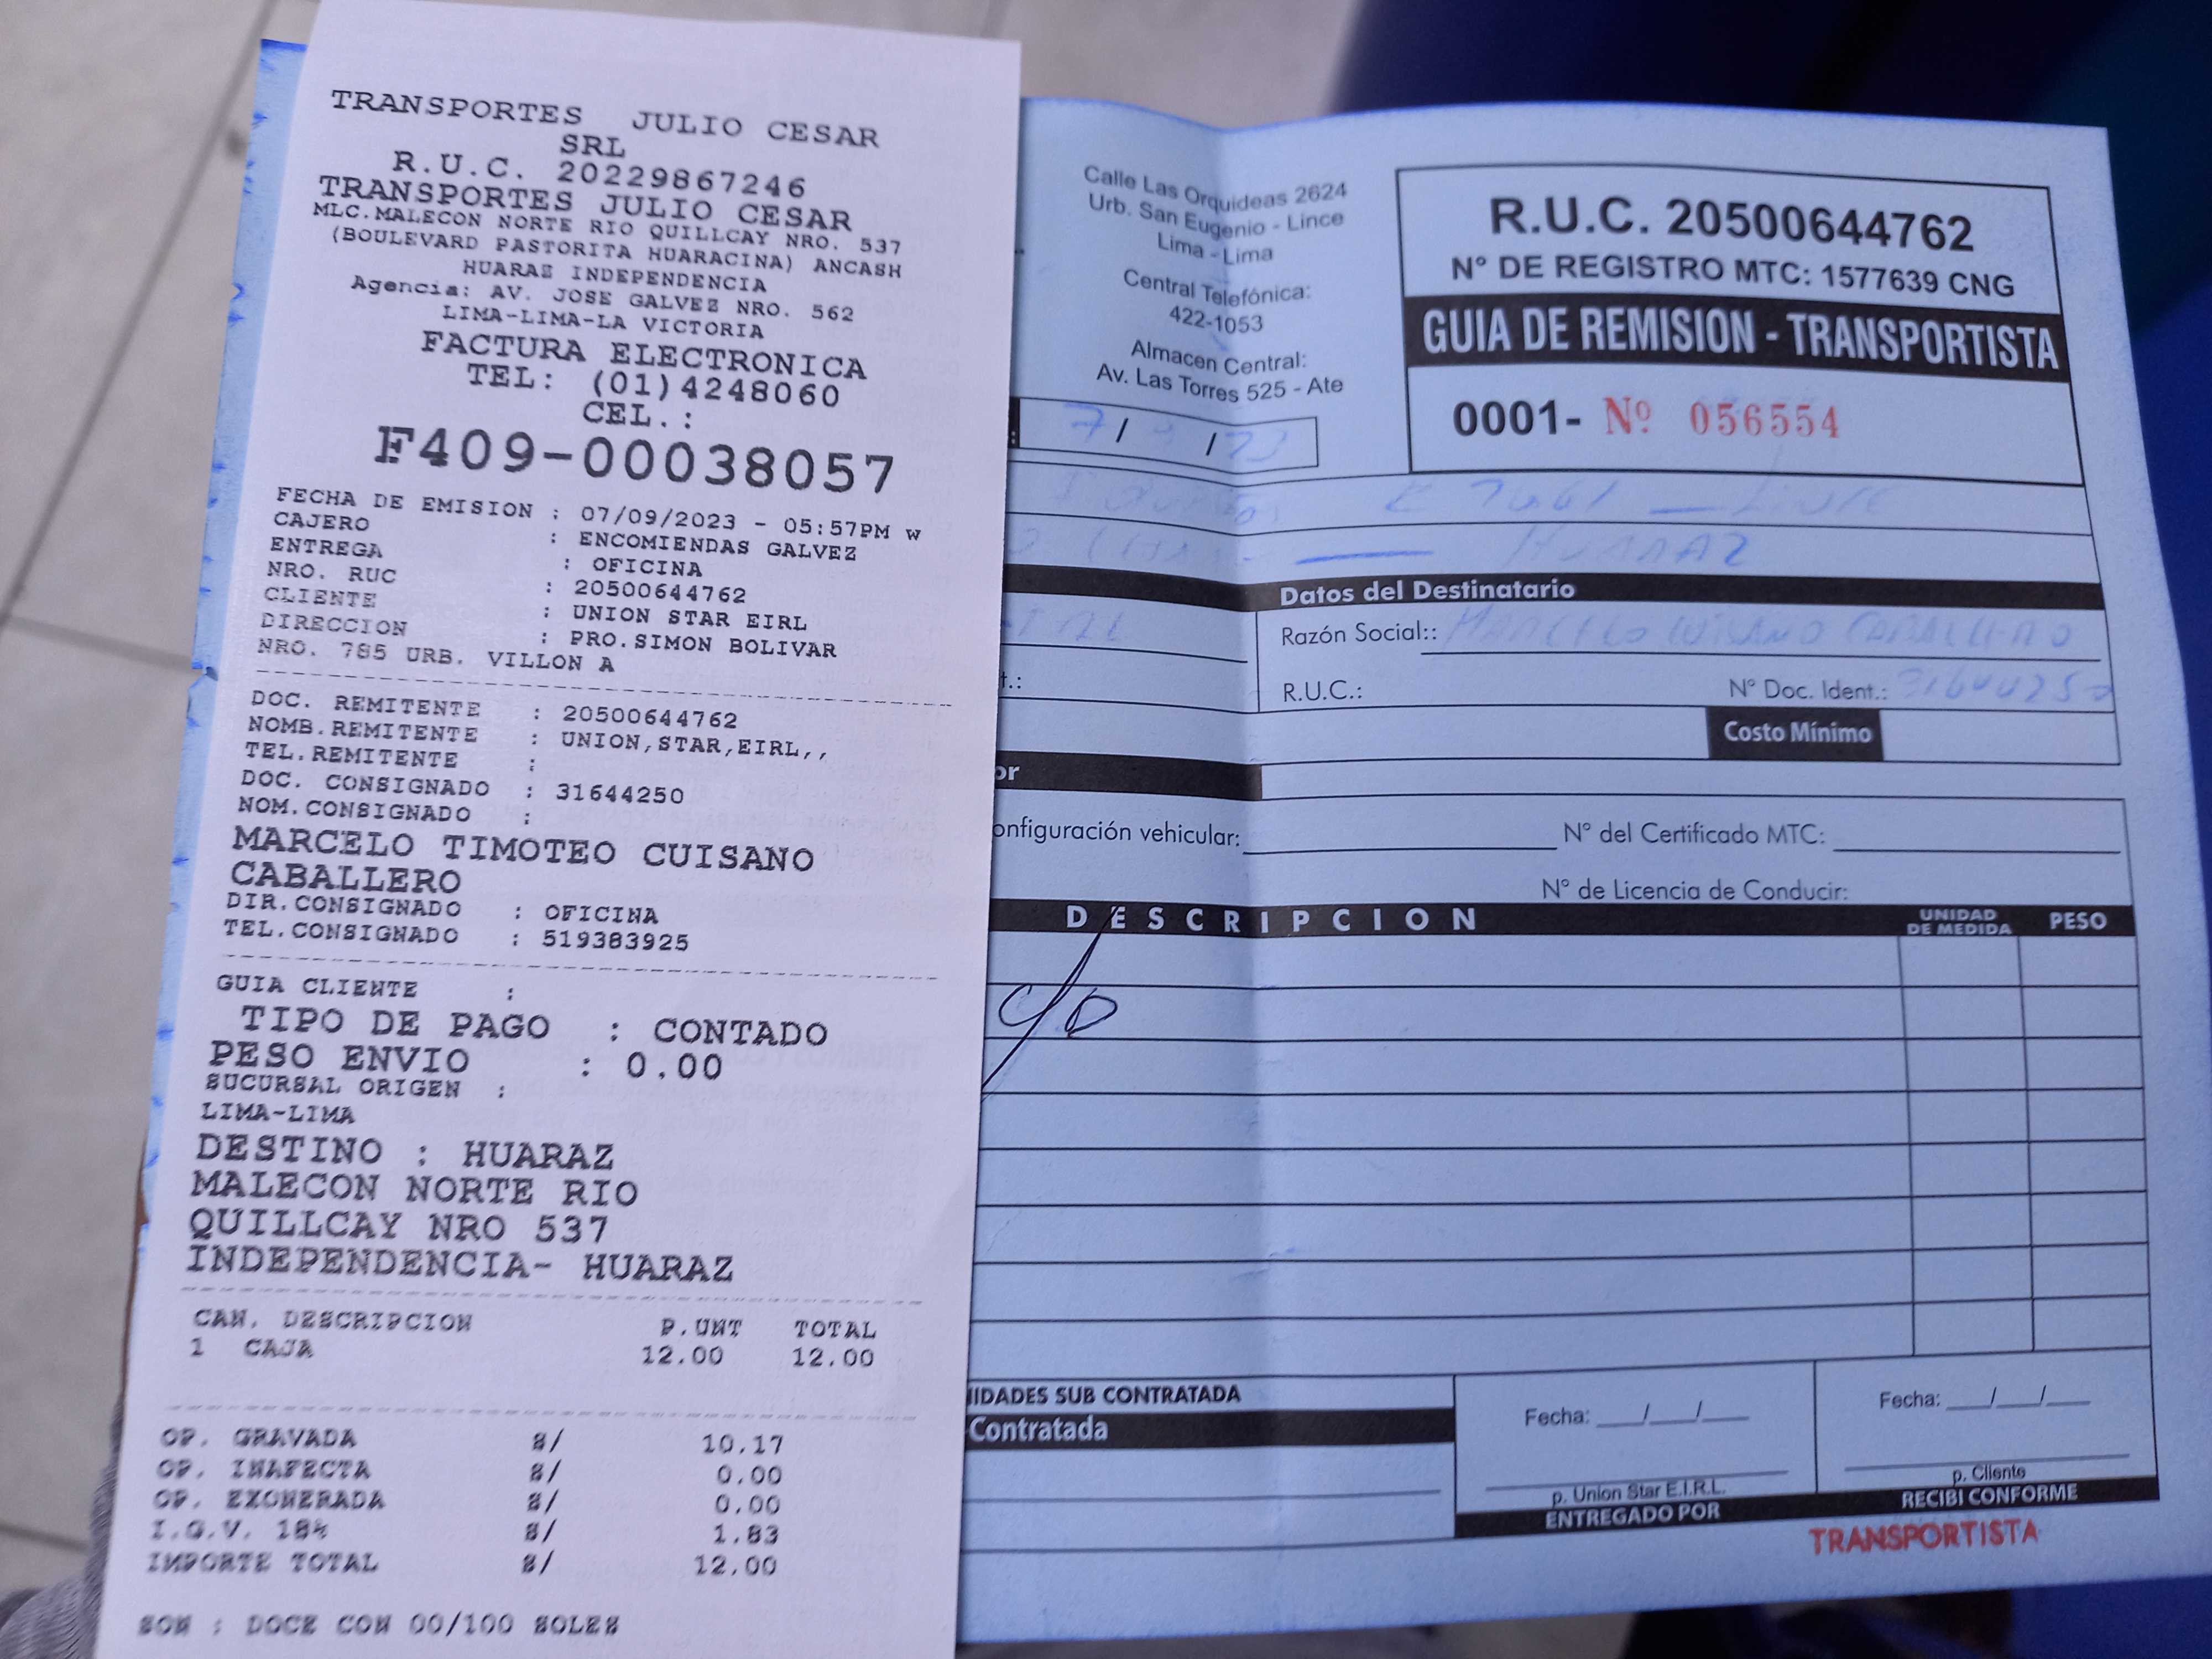 TRANSPORTES JULIO CESAR
SRL
R.U.C. 20229867246
TRANSPORTES JULIO CESAR
MLC.MALECON NORTE RIO QUILLCAY NRO. 537
(BOULEVARD PASTORITA HUARACINA) ANCASH
HUARAZ INDEPENDENCIA
Agencia: AV. JOSE GALVEZ NRO. 562
LIMA-LIMA-LA VICTORIA
FACTURA ELECTRONICA
TEL: (01)4248060
CEL.:
F409-00038057
FECHA DE EMISION : 07/09/2023 - 05:57PM W
CAJERO : ENCOMIENDAS GALVEZ
ENTREGA : OFICINA
NRO. RUC : 20500644762
CLIENTE : UNION STAR EIRL
DIRECCION : PRO.SIMON BOLIVAR
NRO. 785 URB. VILLON A
DOC. REMITENTE : 20500644762
NOMB.REMITENTE : UNION,STAR,EIRL,,
TEL.REMITENTE :
DOC. CONSIGNADO : 31644250
NOM.CONSIGNADO :
MARCELO TIMOTEO CUISANO
CABALLERO
DIR.CONSIGNADO : OFICINA
TEL.CONSIGNADO : 519383925
GUIA CLIENTE :
TIPO DE PAGO : CONTADO
PESO ENVIO : 0.00
SUCURSAL ORIGEN :
LIMA-LIMA
DESTINO : HUARAZ
MALECON NORTE RIO
QUILLCAY NRO 537
INDEPENDENCIA- HUARAZ
CAN. DESCRIPCION P.UNT TOTAL
1 CAJA 12.00 12.00
OP. GRAVADA S/ 10.17
OP. INAFECTA S/ 0.00
OP. EXONERADA S/ 0.00
I.G.V. 18% S/ 1.83
IMPORTE TOTAL S/ 12.00
SON : DOCE CON 00/100 SOLES
Calle Las Orquideas 2624
Urb. San Eugenio - Lince
Lima - Lima
Central Telefónica:
422-1053
Almacen Central:
Av. Las Torres 525 - Ate
R.U.C. 20500644762
N° DE REGISTRO MTC: 1577639 CNG
GUIA DE REMISION - TRANSPORTISTA
0001- Nº 056554
: 7/ /
HUARAZ
Datos del Destinatario
Razón Social:: MARCELO CUISANO CABALLERO
t.:
R.U.C.: N° Doc. Ident.: 31644250
Costo Mínimo
or
onfiguración vehicular: N° del Certificado MTC:
N° de Licencia de Conducir:
DESCRIPCION UNIDAD DE MEDIDA PESO
IDADES SUB CONTRATADA
Contratada
Fecha: / /
p. Union Star E.I.R.L.
ENTREGADO POR
Fecha: / /
p. Cliente
RECIBI CONFORME
TRANSPORTISTA